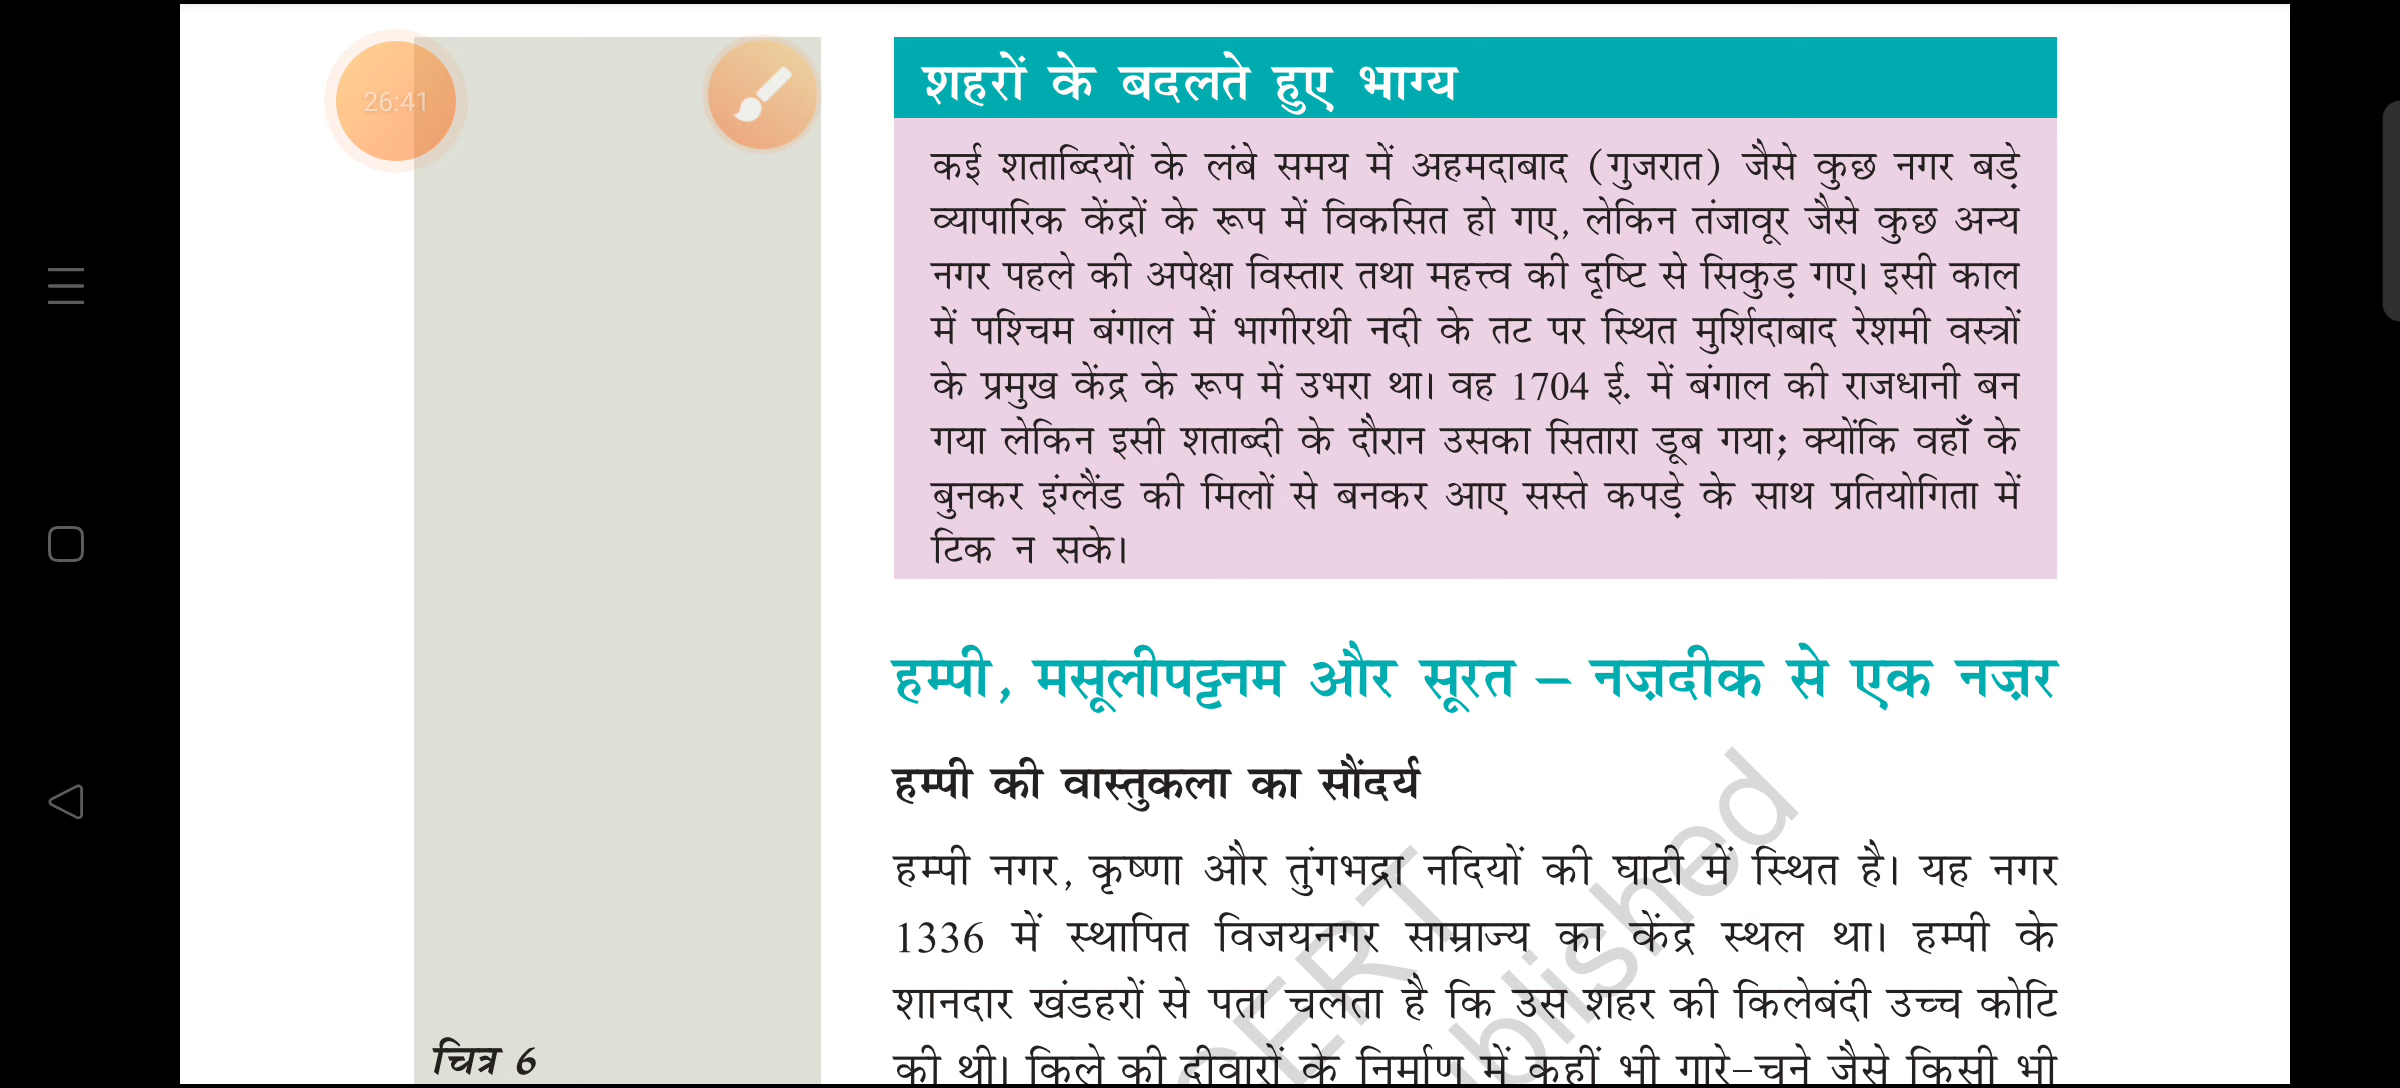 26:41
शहरों के बदलते हुए भाग्य
कई शताब्दियों के लंबे समय में अहमदाबाद (गुजरात) जैसे कुछ नगर बड़े
व्यापारिक केंद्रों के रूप में विकसित हो गए, लेकिन तंजावूर जैसे कुछ अन्य
नगर पहले की अपेक्षा विस्तार तथा महत्त्व की दृष्टि से सिकुड़ गए। इसी काल
में पश्चिम बंगाल में भागीरथी नदी के तट पर स्थित मुर्शिदाबाद रेशमी वस्त्रों
के प्रमुख केंद्र के रूप में उभरा था। वह 1704 ई. में बंगाल की राजधानी बन
गया लेकिन इसी शताब्दी के दौरान उसका सितारा डूब गया; क्योंकि वहाँ के
बुनकर इंग्लैंड की मिलों से बनकर आए सस्ते कपड़े के साथ प्रतियोगिता में
टिक न सके।
हम्पी, मसूलीपट्टनम और सूरत – नज़दीक से एक नज़र
हम्पी की वास्तुकला का सौंदर्य
हम्पी नगर, कृष्णा और तुंगभद्रा नदियों की घाटी में स्थित है। यह नगर
1336 में स्थापित विजयनगर साम्राज्य का केंद्र स्थल था। हम्पी के
शानदार खंडहरों से पता चलता है कि उस शहर की किलेबंदी उच्च कोटि
की थी। किले की दीवारों के निर्माण में कहीं भी गारे-चूने जैसे किसी भी
चित्र 6
CERT
blished